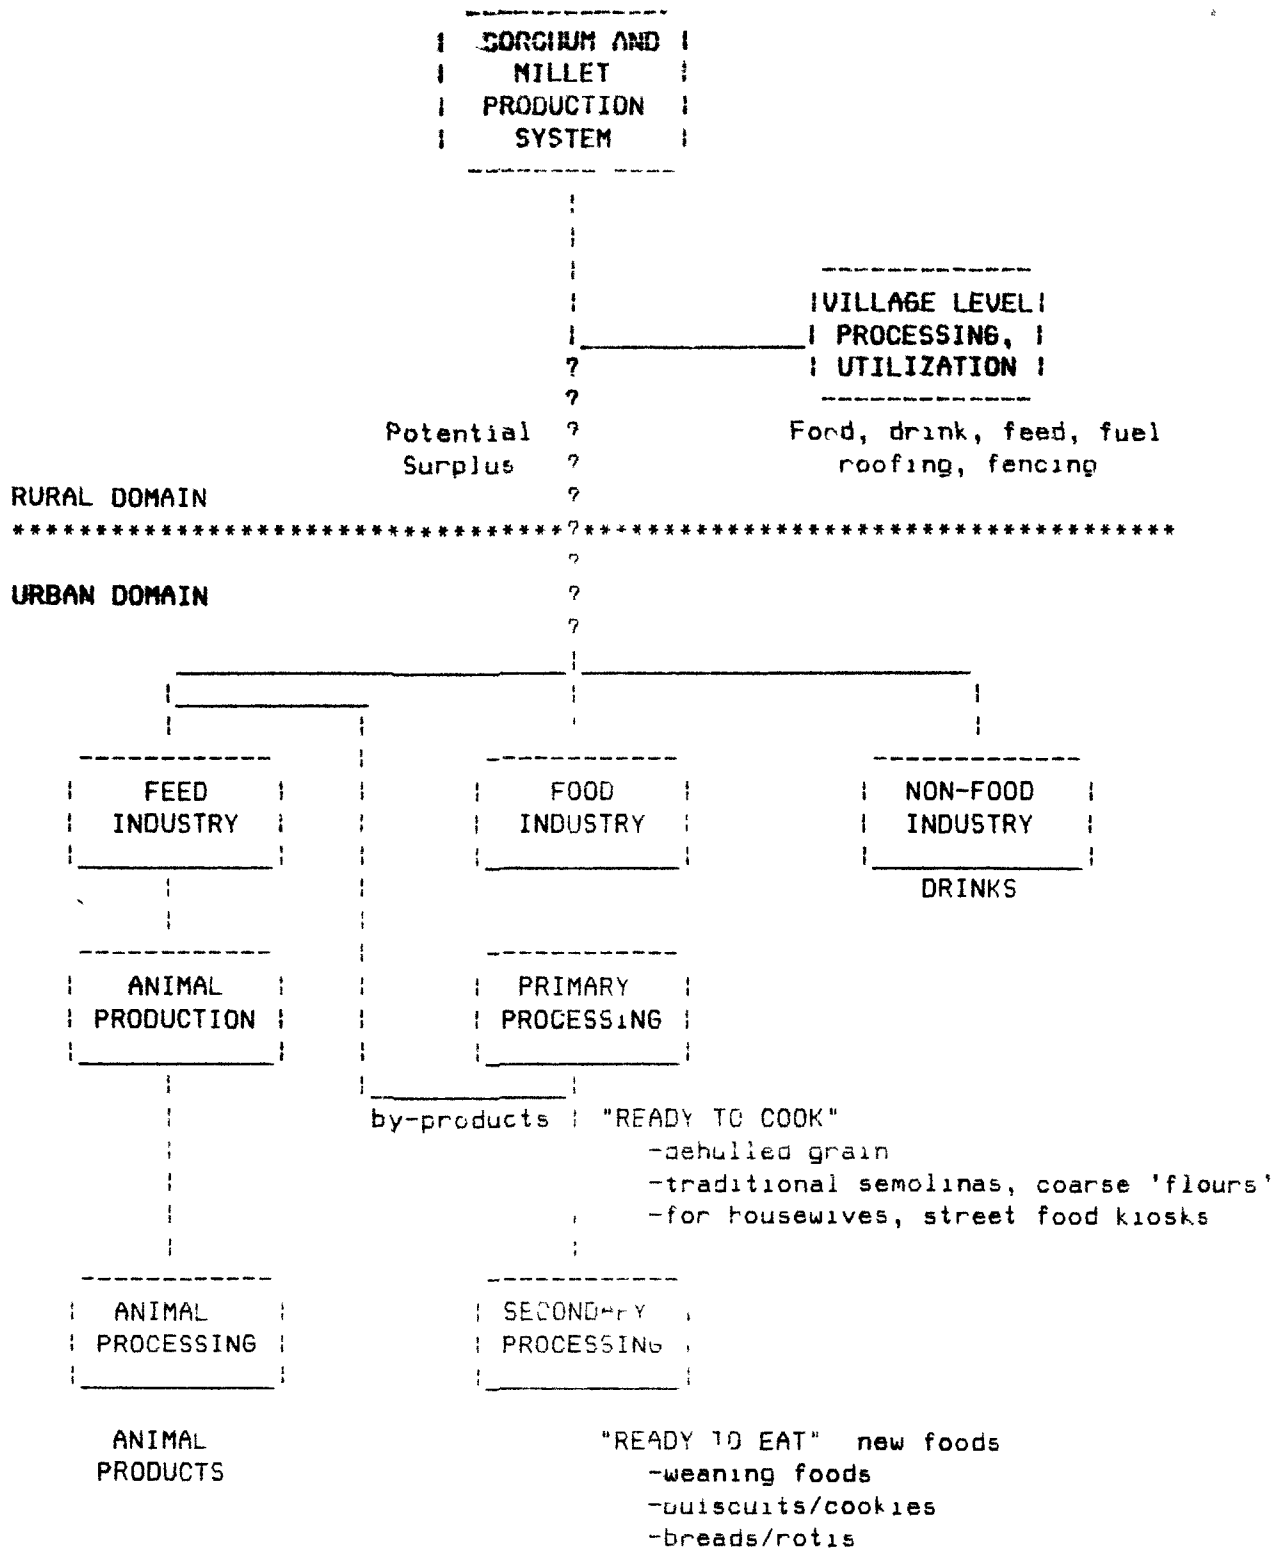 SORGHUM AND
MILLET
PRODUCTION
SYSTEM
VILLAGE LEVEL
PROCESSING,
UTILIZATION
?
?
Potential ?
Surplus ?
Food, drink, feed, fuel
roofing, fencing
RURAL DOMAIN ?
***********************************?************************************
?
URBAN DOMAIN ?
?
FEED
INDUSTRY
FOOD
INDUSTRY
NON-FOOD
INDUSTRY
DRINKS
ANIMAL
PRODUCTION
PRIMARY
PROCESSING
by-products
"READY TO COOK"
-dehulled grain
-traditional semolinas, coarse 'flours'
-for housewives, street food kiosks
ANIMAL
PROCESSING
SECONDARY
PROCESSING
ANIMAL
PRODUCTS
"READY TO EAT" new foods
-weaning foods
-buiscuits/cookies
-breads/rotis